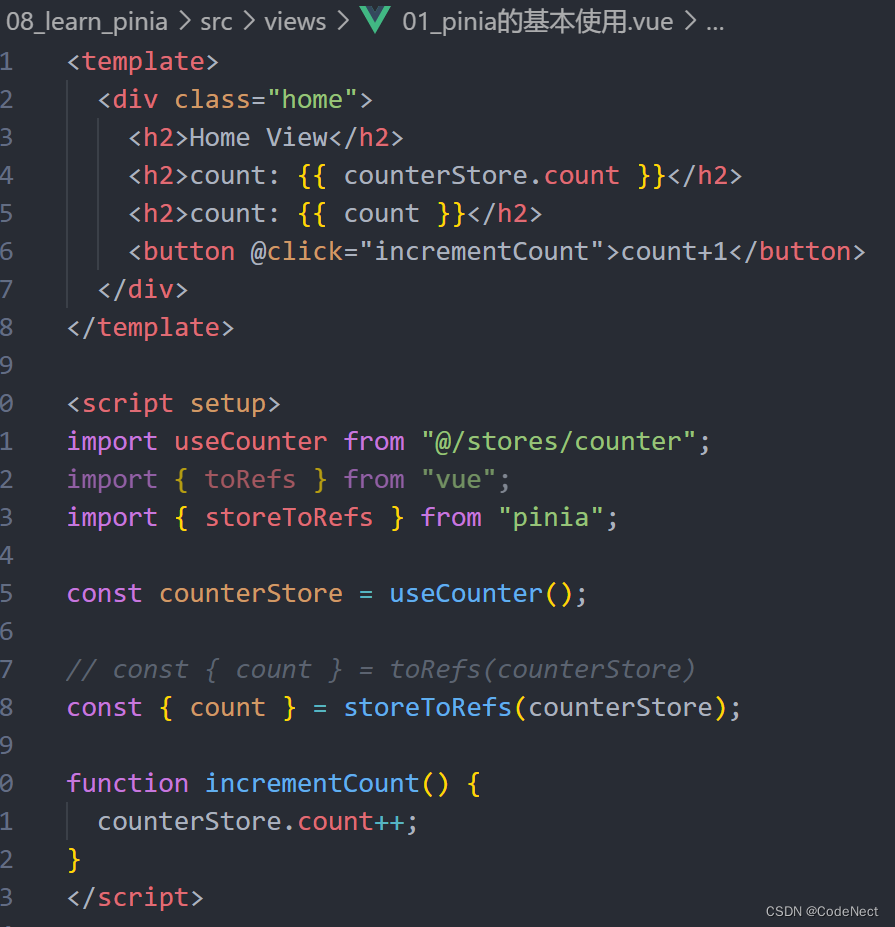 08_learn_pinia > src > views > 01_pinia的基本使用.vue > ...
1 <template>
2 <div class="home">
3 <h2>Home View</h2>
4 <h2>count: {{ counterStore.count }}</h2>
5 <h2>count: {{ count }}</h2>
6 <button @click="incrementCount">count+1</button>
7 </div>
8 </template>
9
0 <script setup>
1 import useCounter from "@/stores/counter";
2 import { toRefs } from "vue";
3 import { storeToRefs } from "pinia";
4
5 const counterStore = useCounter();
6
7 // const { count } = toRefs(counterStore)
8 const { count } = storeToRefs(counterStore);
9
0 function incrementCount() {
1 counterStore.count++;
2 }
3 </script>
CSDN @CodeNect